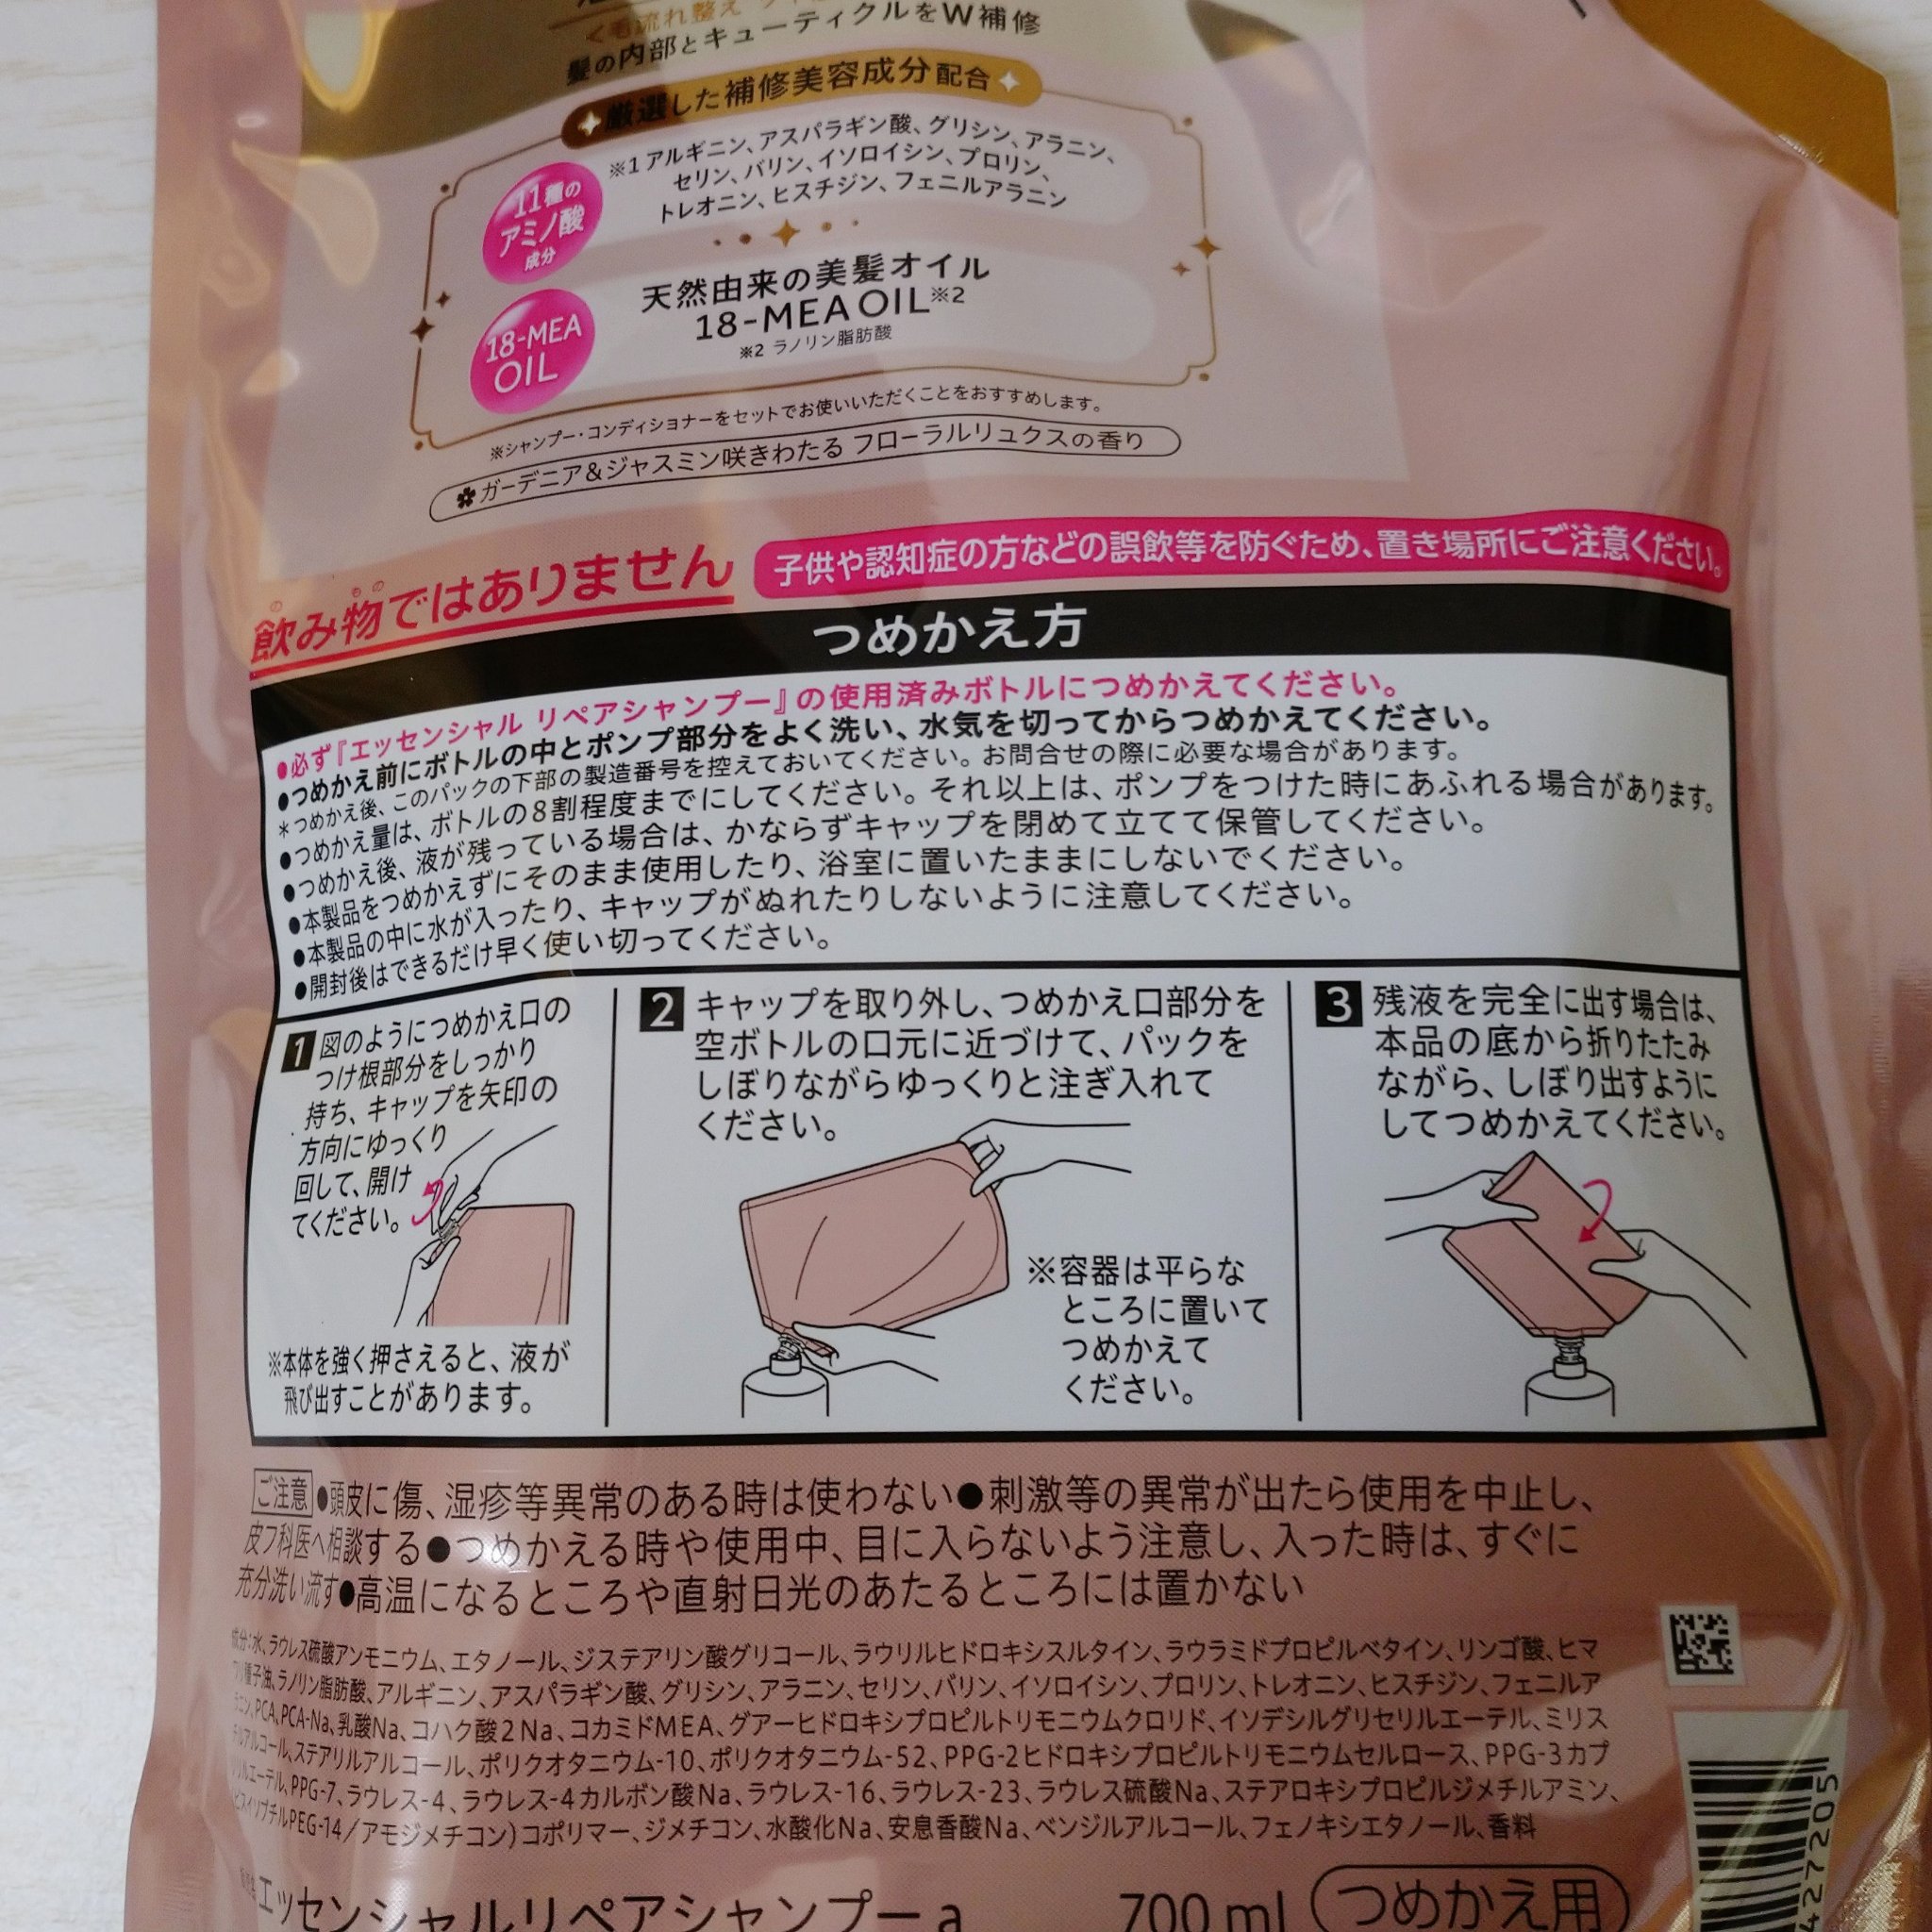 髪の内部とキューティクルをW補修
厳選した補修美容成分配合
11種の
アミノ酸
成分
※1 アルギニン、アスパラギン酸、グリシン、アラニン、
セリン、バリン、イソロイシン、プロリン、
トレオニン、ヒスチジン、フェニルアラニン
18-MEA
OIL
天然由来の美髪オイル
18-MEA OIL※2
※2 ラノリン脂肪酸
※シャンプー・コンディショナーをセットでお使いいただくことをおすすめします。
ガーデニア&ジャスミン咲きわたる フローラルリュクスの香り
飲み物ではありません
子供や認知症の方などの誤飲等を防ぐため、置き場所にご注意ください。
つめかえ方
●必ず『エッセンシャル リペアシャンプー』の使用済みボトルにつめかえてください。
●つめかえ前にボトルの中とポンプ部分をよく洗い、水気を切ってからつめかえてください。
＊つめかえ後、このパックの下部の製造番号を控えておいてください。お問合せの際に必要な場合があります。
●つめかえ量は、ボトルの8割程度までにしてください。それ以上は、ポンプをつけた時にあふれる場合があります。
●つめかえ後、液が残っている場合は、かならずキャップを閉めて立てて保管してください。
●本製品をつめかえずにそのまま使用したり、浴室に置いたままにしないでください。
●本製品の中に水が入ったり、キャップがぬれたりしないように注意してください。
●開封後はできるだけ早く使い切ってください。
1 図のようにつめかえ口の
つけ根部分をしっかり
持ち、キャップを矢印の
方向にゆっくり
回して、開け
てください。
※本体を強く押さえると、液が
飛び出すことがあります。
2 キャップを取り外し、つめかえ口部分を
空ボトルの口元に近づけて、パックを
しぼりながらゆっくりと注ぎ入れて
ください。
※容器は平らな
ところに置いて
つめかえて
ください。
3 残液を完全に出す場合は、
本品の底から折りたたみ
ながら、しぼり出すように
してつめかえてください。
ご注意 ●頭皮に傷、湿疹等異常のある時は使わない●刺激等の異常が出たら使用を中止し、
皮フ科医へ相談する●つめかえる時や使用中、目に入らないよう注意し、入った時は、すぐに
充分洗い流す●高温になるところや直射日光のあたるところには置かない
成分:水、ラウレス硫酸アンモニウム、エタノール、ジステアリン酸グリコール、ラウリルヒドロキシスルタイン、ラウラミドプロピルベタイン、リンゴ酸、ヒマ
ワリ種子油、ラノリン脂肪酸、アルギニン、アスパラギン酸、グリシン、アラニン、セリン、バリン、イソロイシン、プロリン、トレオニン、ヒスチジン、フェニルア
ラニン、PCA、PCA-Na、乳酸Na、コハク酸2Na、コカミドMEA、グアーヒドロキシプロピルトリモニウムクロリド、イソデシルグリセリルエーテル、ミリス
チルアルコール、ステアリルアルコール、ポリクオタニウム-10、ポリクオタニウム-52、PPG-2ヒドロキシプロピルトリモニウムセルロース、PPG-3カプ
リリルエーテル、PPG-7、ラウレス-4、ラウレス-4カルボン酸Na、ラウレス-16、ラウレス-23、ラウレス硫酸Na、ステアロキシプロピルジメチルアミン、
ビスイソブチルPEG-14/アモジメチコン)コポリマー、ジメチコン、水酸化Na、安息香酸Na、ベンジルアルコール、フェノキシエタノール、香料
エッセンシャルリペアシャンプーa
700ml
つめかえ用
427205